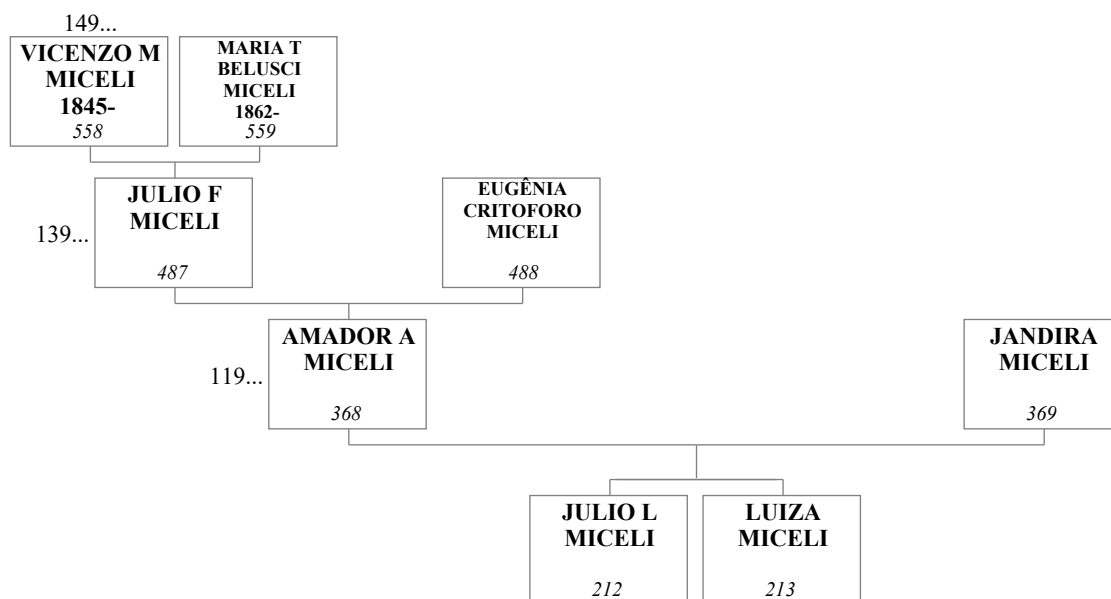 149...
VICENZO M
MICELI
1845-
558
MARIA T
BELUSCI
MICELI
1862-
559
139...
JULIO F
MICELI
487
EUGÊNIA
CRITOFORO
MICELI
488
119...
AMADOR A
MICELI
368
JANDIRA
MICELI
369
JULIO L
MICELI
212
LUIZA
MICELI
213